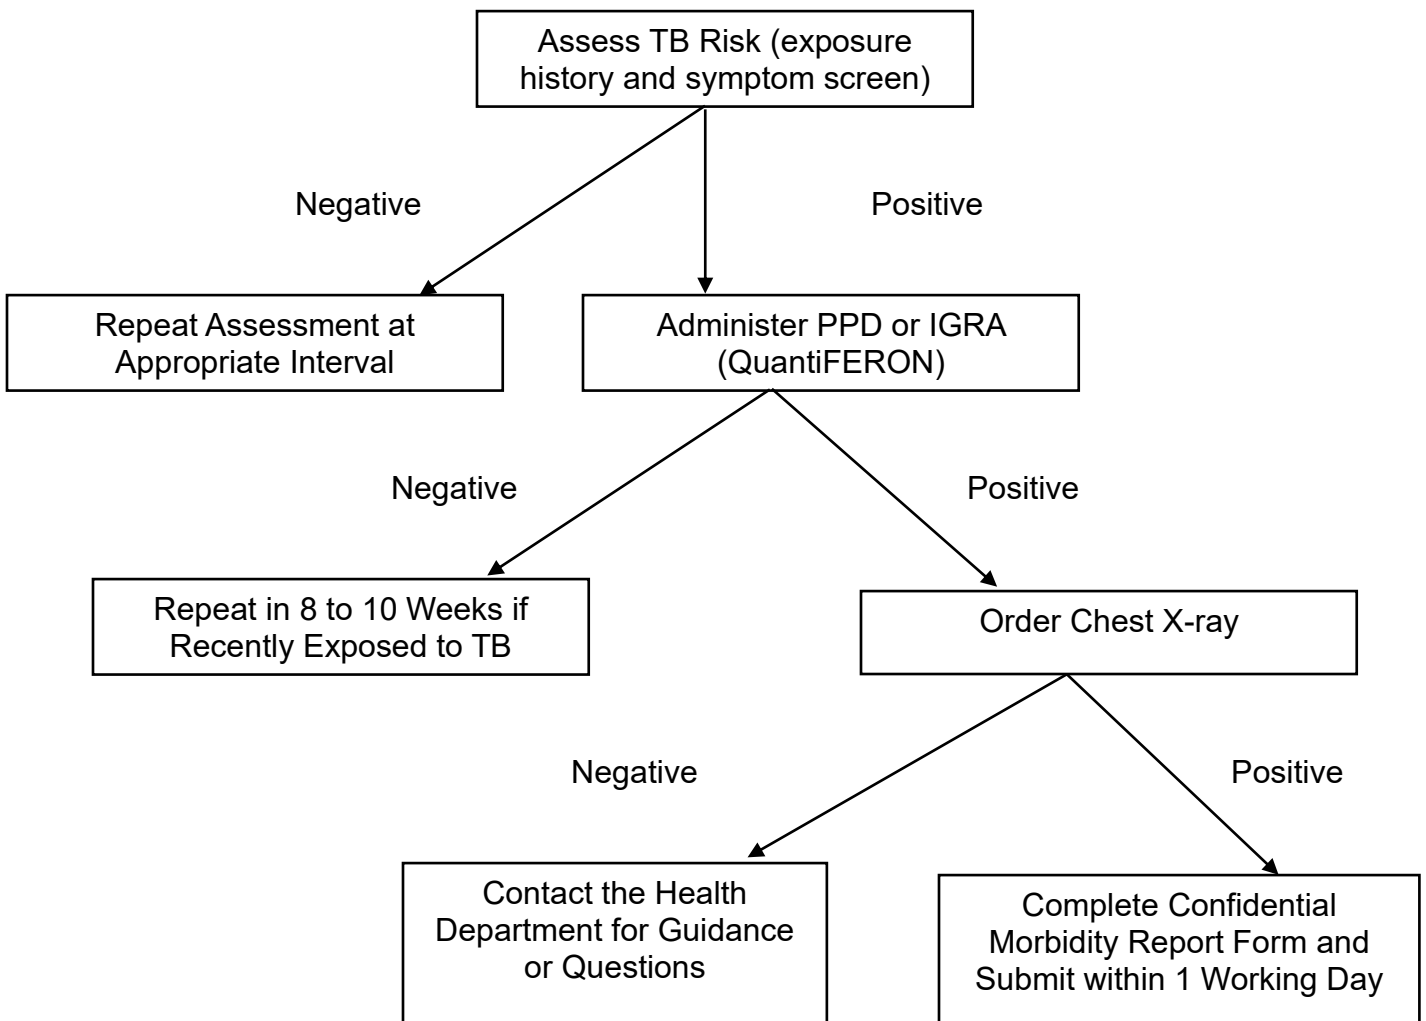 Assess TB Risk (exposure
history and symptom screen)
Negative
Positive
Repeat Assessment at
Appropriate Interval
Administer PPD or IGRA
(QuantiFERON)
Negative
Positive
Repeat in 8 to 10 Weeks if
Recently Exposed to TB
Order Chest X-ray
Negative
Positive
Contact the Health
Department for Guidance
or Questions
Complete Confidential
Morbidity Report Form and
Submit within 1 Working Day